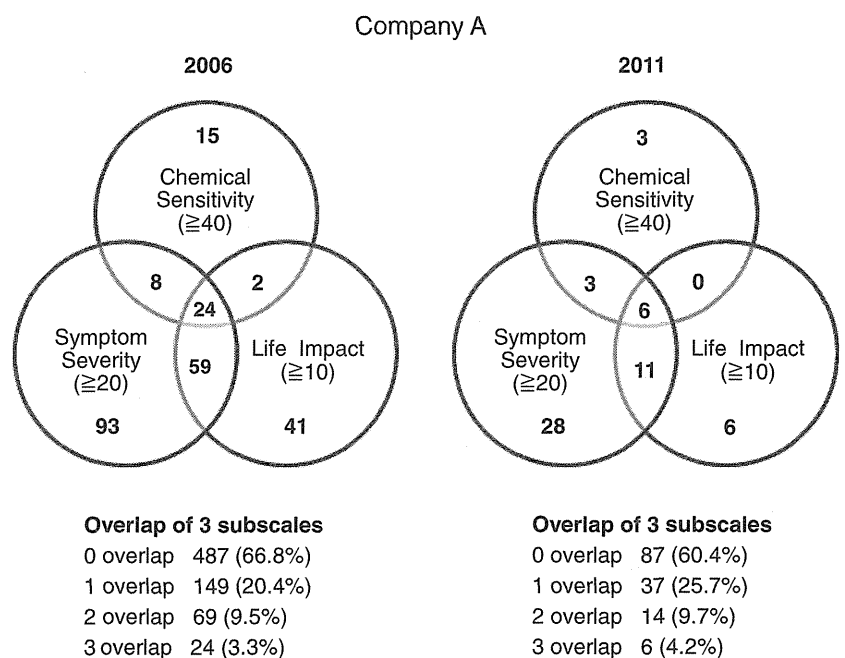 Company A
2006
15
Chemical
Sensitivity
(≧40)
8
2
24
Symptom
Severity
(≧20)
59
Life Impact
(≧10)
93
41
Overlap of 3 subscales
0 overlap 487 (66.8%)
1 overlap 149 (20.4%)
2 overlap 69 (9.5%)
3 overlap 24 (3.3%)
2011
3
Chemical
Sensitivity
(≧40)
3
0
6
Symptom
Severity
(≧20)
11
Life Impact
(≧10)
28
6
Overlap of 3 subscales
0 overlap 87 (60.4%)
1 overlap 37 (25.7%)
2 overlap 14 (9.7%)
3 overlap 6 (4.2%)